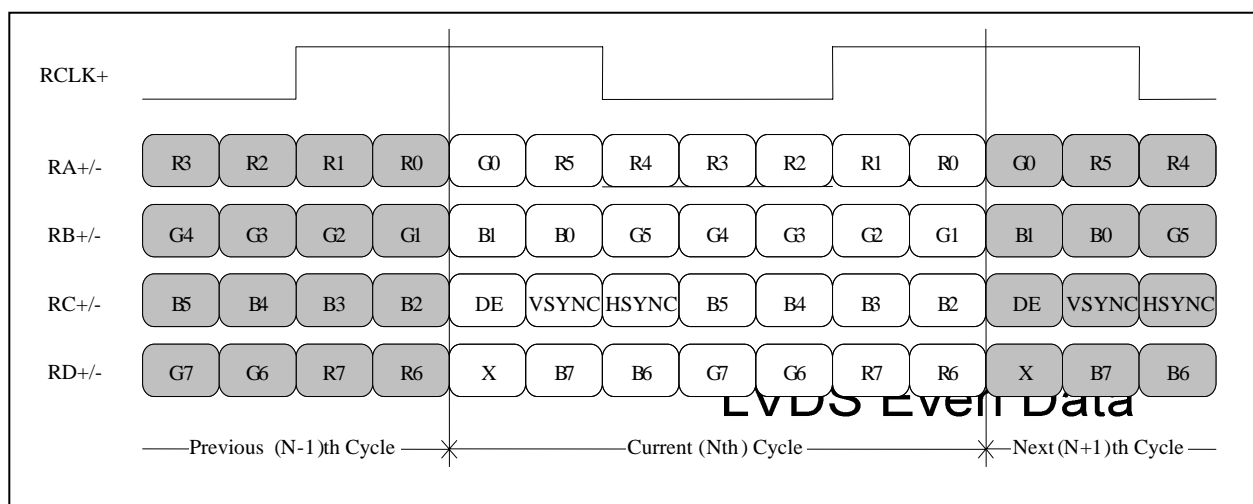 RCLK+
RA+/- R3 R2 R1 R0 G0 R5 R4 R3 R2 R1 R0 G0 R5 R4
RB+/- G4 G3 G2 G1 B1 B0 G5 G4 G3 G2 G1 B1 B0 G5
RC+/- B5 B4 B3 B2 DE VSYNC HSYNC B5 B4 B3 B2 DE VSYNC HSYNC
RD+/- G7 G6 R7 R6 X B7 B6 G7 G6 R7 R6 X B7 B6
LVDS Even Data
Previous (N-1)th Cycle Current (Nth) Cycle Next (N+1)th Cycle